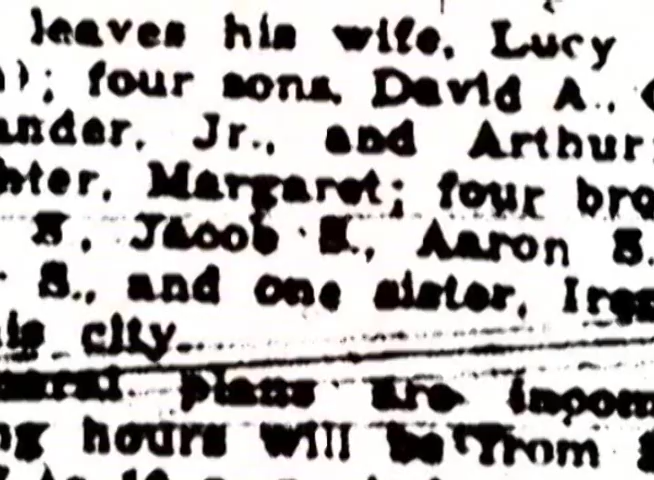 leaves his wife, Lucy
); four sons, David A.,
ander, Jr., and Arthur;
hter, Margaret; four bro
S., Jacob S., Aaron S.
S., and one sister,
is city.
plans are incom
ng hours will be from